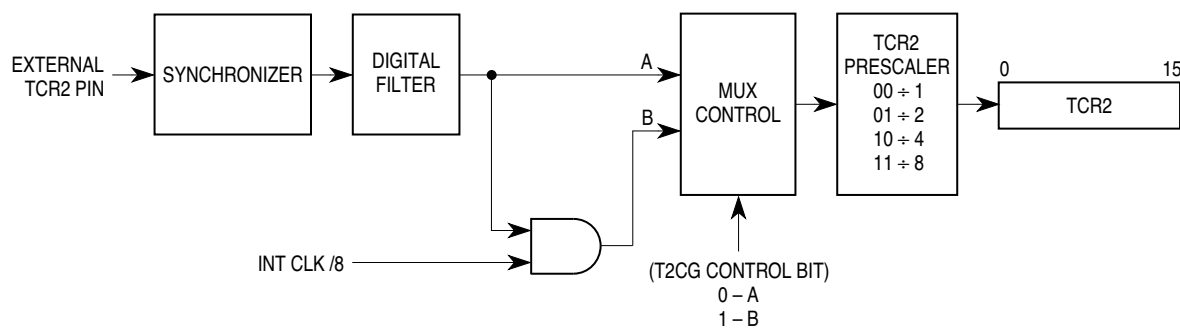 EXTERNAL
TCR2 PIN
SYNCHRONIZER
DIGITAL
FILTER
A
B
MUX
CONTROL
TCR2
PRESCALER
00 ÷ 1
01 ÷ 2
10 ÷ 4
11 ÷ 8
0 15
TCR2
INT CLK /8
(T2CG CONTROL BIT)
0 – A
1 – B